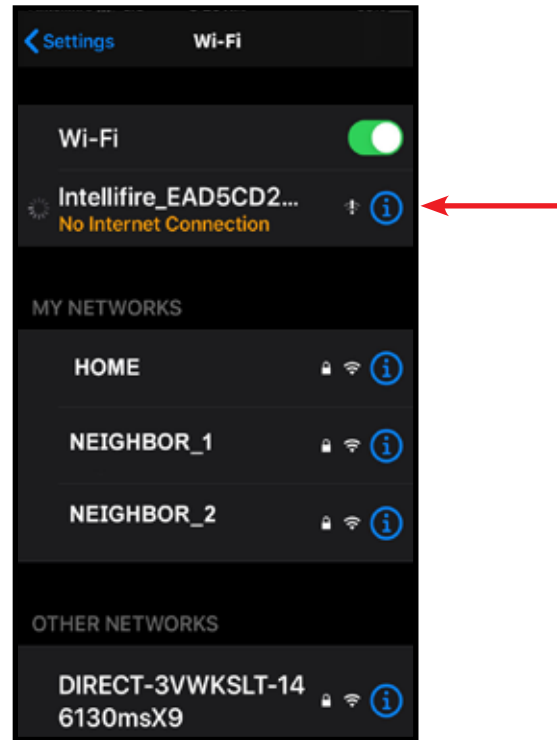 Settings
Wi-Fi
Wi-Fi
Intellifire_EAD5CD2...
No Internet Connection
MY NETWORKS
HOME
NEIGHBOR_1
NEIGHBOR_2
OTHER NETWORKS
DIRECT-3VWKSLT-14
6130msX9